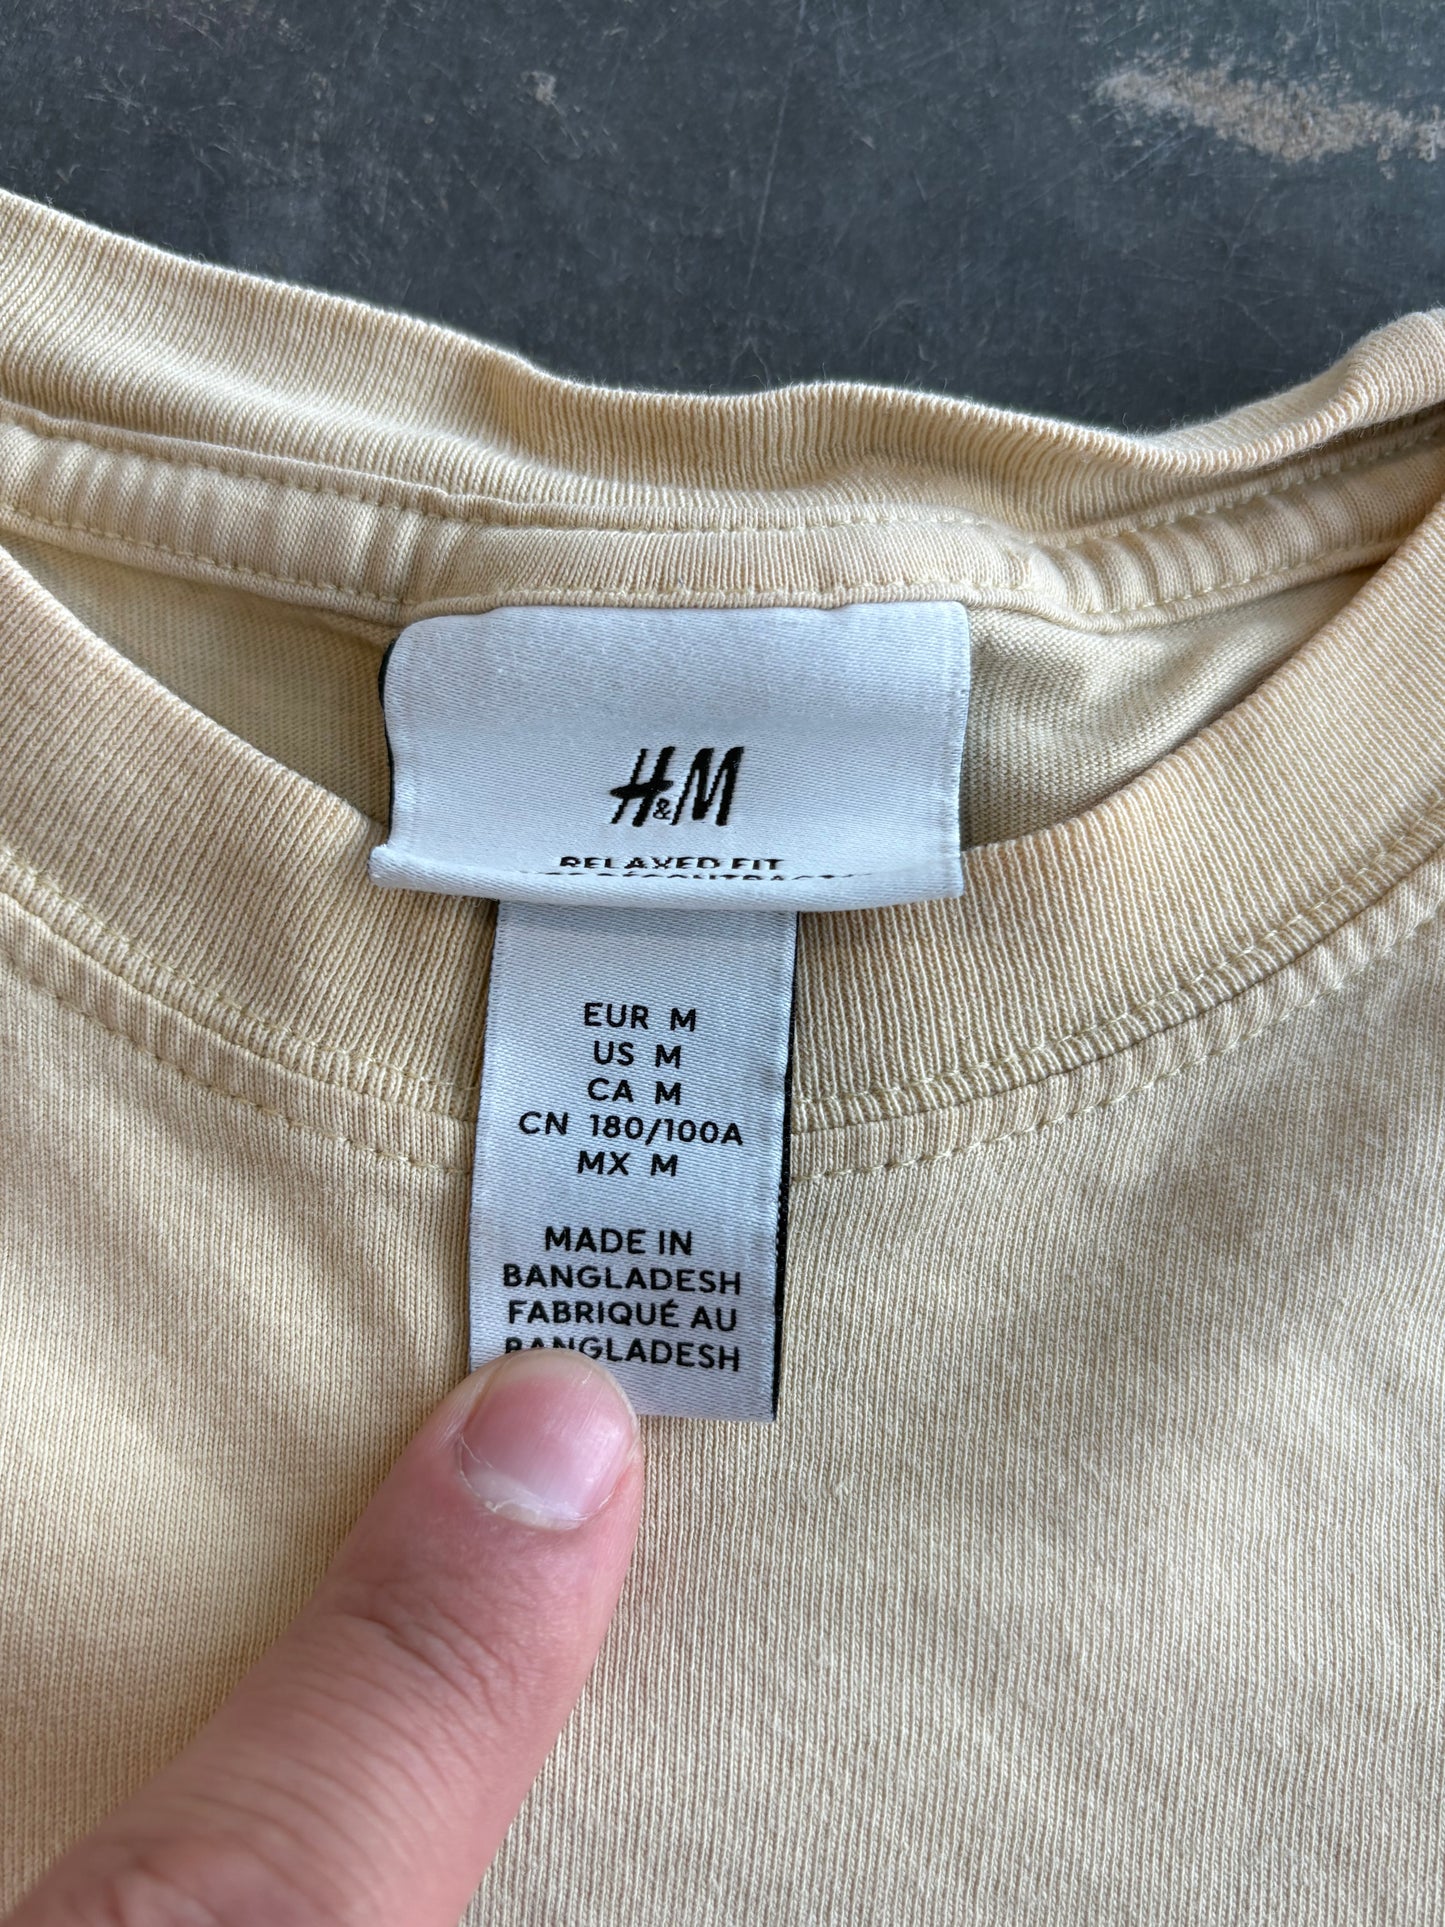 H&M
RELAXED FIT
EUR M
US M
CA M
CN 180/100A
MX M
MADE IN
BANGLADESH
FABRIQUÉ AU
BANGLADESH